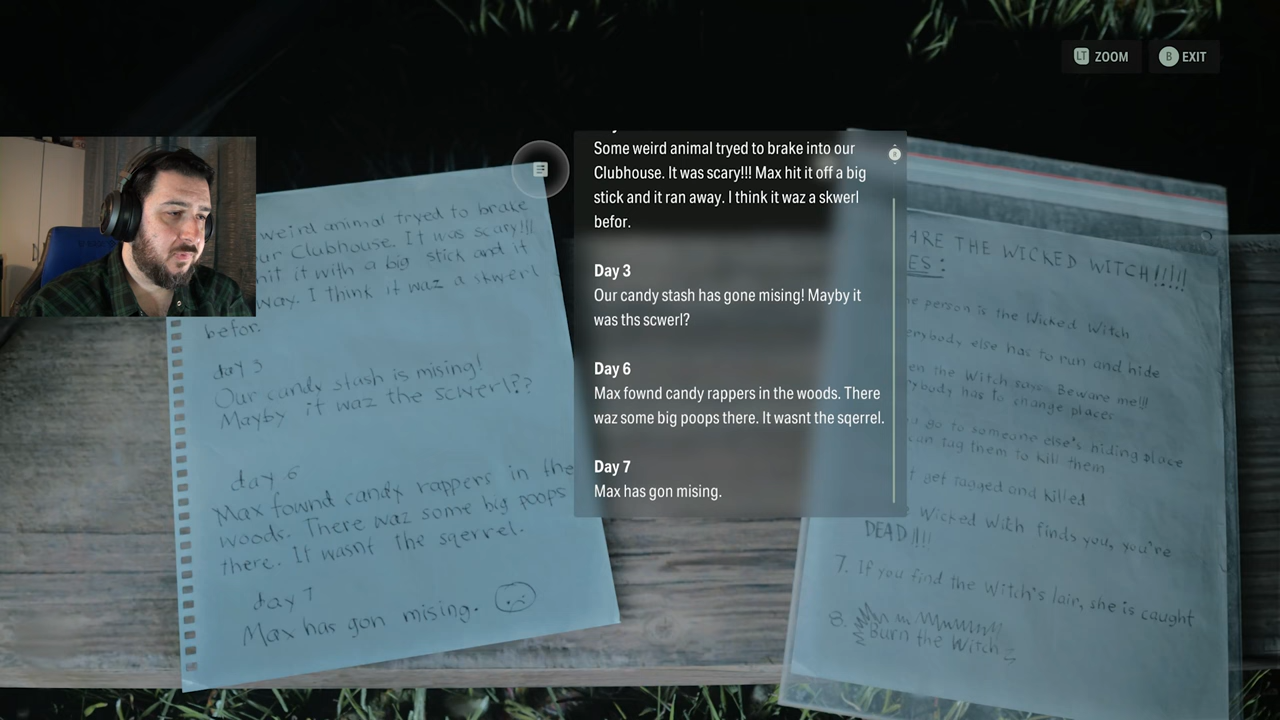 LT ZOOM
B EXIT
weird animal tryed to brake
ur Clubhouse. It was scary!!!
hit it with a big stick and it
way. I think it waz a skwerl
befor.
day 3
Our candy stash is mising!
Mayby it waz the scwerl??
day 6
Max fownd candy rappers in the
woods. There waz some big poops
there. It wasnt the sqerrel.
day 7
Max has gon mising.
Some weird animal tryed to brake into our
Clubhouse. It was scary!!! Max hit it off a big
stick and it ran away. I think it waz a skwerl
befor.
Day 3
Our candy stash has gone mising! Mayby it
was ths scwerl?
Day 6
Max fownd candy rappers in the woods. There
waz some big poops there. It wasnt the sqerrel.
Day 7
Max has gon mising.
ARE THE WICKED WITCH!!!!!
ES:
e person is the Wicked Witch
erybody else has to run and hide
en the Witch says: Beware me!!!
ybody has to change places
go to someone else's hiding place
can tag them to kill them
t get tagged and killed
Wicked Witch finds you, you're
DEAD!!!!
7. If you find the Witch's lair, she is caught
8.
Burn the Witch